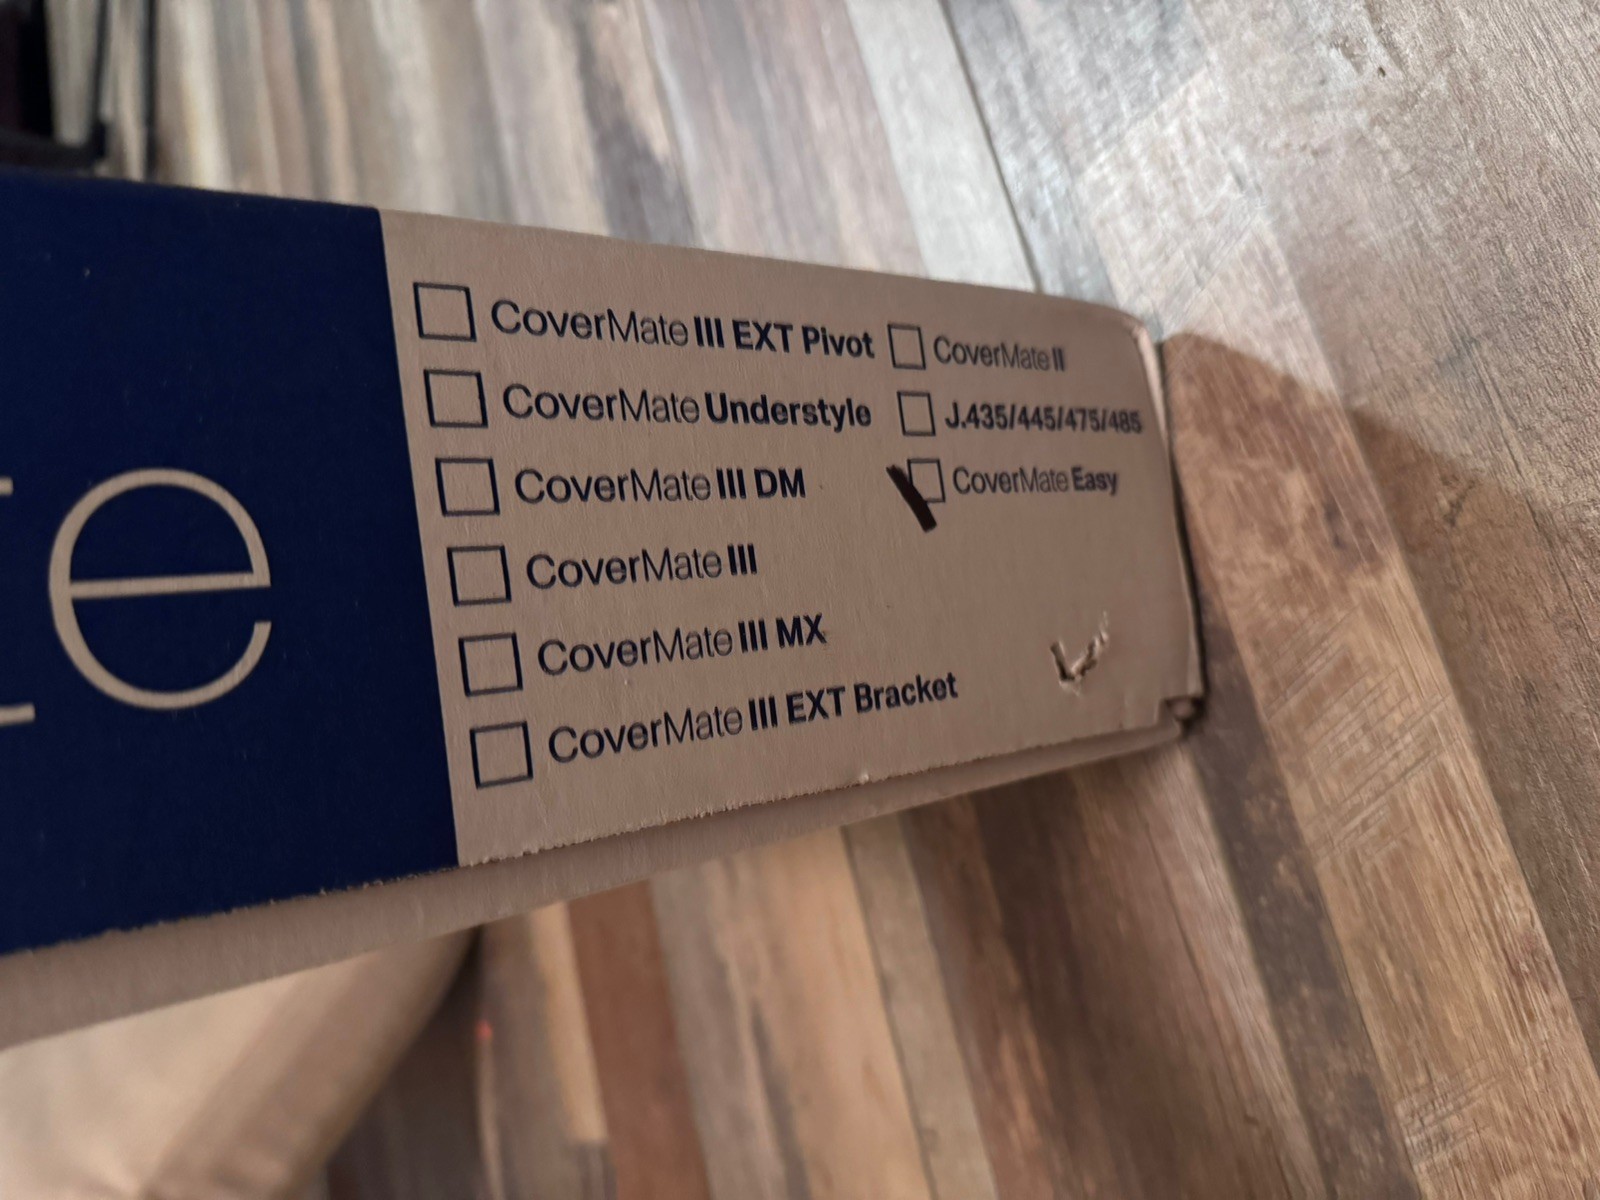 te
CoverMate III EXT Pivot
CoverMate Understyle
CoverMate III DM
CoverMate III
CoverMate III MX
CoverMate III EXT Bracket
CoverMate II
J.435/445/475/485
CoverMate Easy